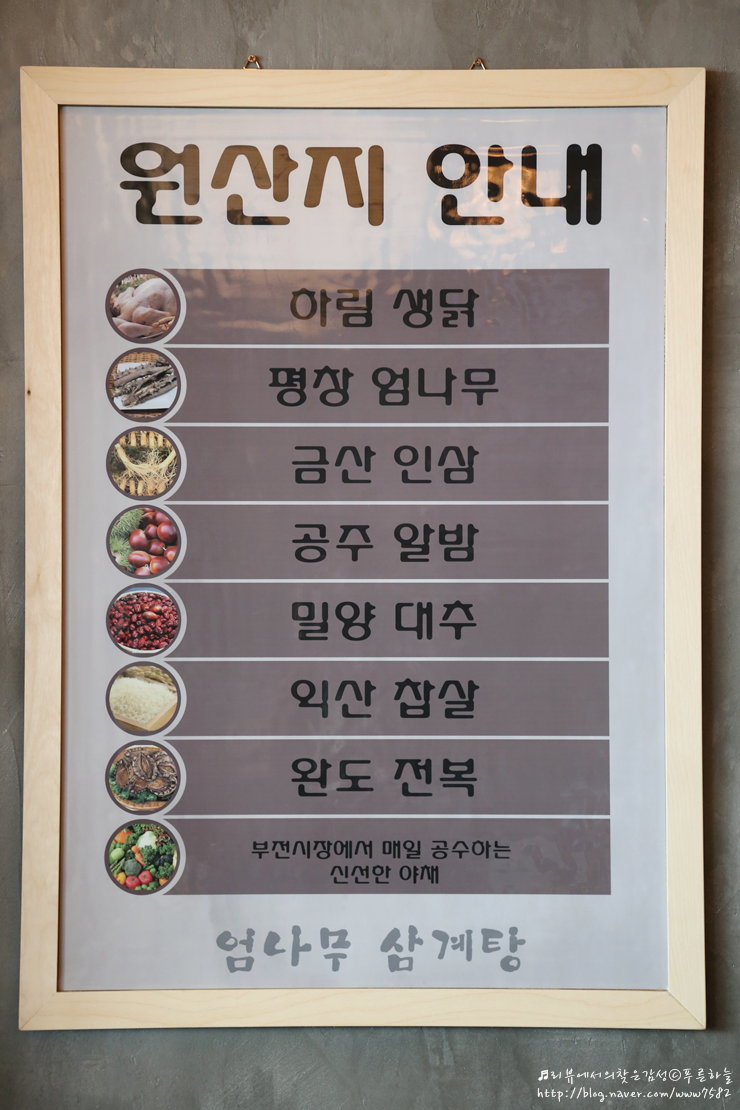 원산지 안내
하림 생닭
평창 엄나무
금산 인삼
공주 알밤
밀양 대추
익산 찹쌀
완도 전복
부전시장에서 매일 공수하는
신선한 야채
엄나무 삼계탕
♬리뷰에서의찾은감성©푸른하늘
http://blog.naver.com/www7582